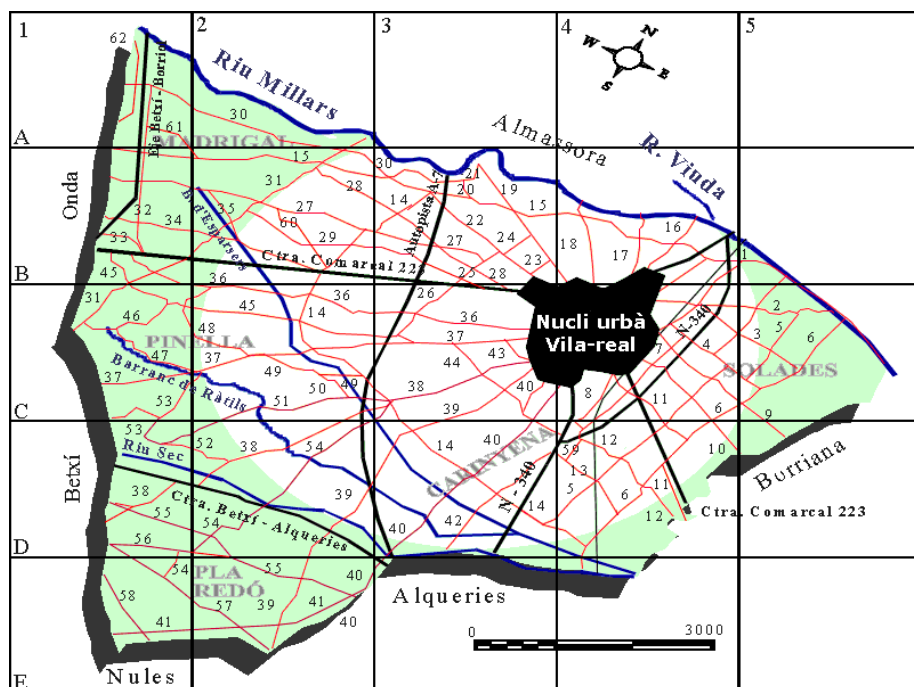 1 2 3 4 5
62
N
W
E
S
Riu Millars
Eje Betxí - Borriol
30
61
MADRIGAL
Almassora
R. Viuda
A
15
30
21
31
28
20
19
14
15
B. d'Esparsers
35
27
Autopista A-7
16
Onda
32
34
60
22
33
29
27
24
18
17
23
1
Ctra. Comarcal 223
25
28
B
45
36
36
26
31
45
14
36
2
46
48
37
Nucli urbà
Vila-real
N-340
3
5
6
PINELLA
7
4
47
37
49
44
43
SOLADES
37
Barranc de Ràtils
50
49
38
40
53
51
8
11
39
6
9
C
53
52
38
54
14
40
59
12
10
Riu Sec
CARINYENA
Betxí
13
Burriana
38
39
N - 340
5
6
11
Ctra. Betxí - Alqueries
14
55
54
12
Ctra. Comarcal 223
56
40
42
D
54
PLA
REDÓ
55
40
Alqueries
58
57
39
41
41
40
0
3000
E
Nules